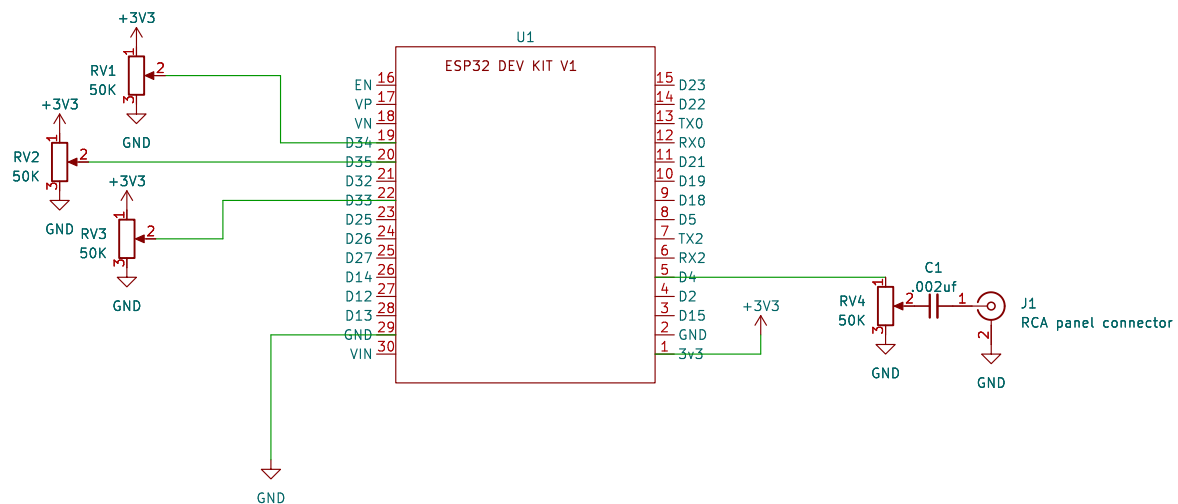 +3V3
1
RV1
50K
2
3
GND
+3V3
1
RV2
50K
2
3
GND
+3V3
1
RV3
50K
2
3
GND
U1
ESP32 DEV KIT V1
EN 16
VP 17
VN 18
D34 19
D35 20
D32 21
D33 22
D25 23
D26 24
D27 25
D14 26
D12 27
D13 28
GND 29
VIN 30
15 D23
14 D22
13 TX0
12 RX0
11 D21
10 D19
9 D18
8 D5
7 TX2
6 RX2
5 D4
4 D2
3 D15
2 GND
1 3v3
GND
+3V3
1
RV4
50K
2
3
GND
C1
.002uf
1
2
J1
RCA panel connector
GND